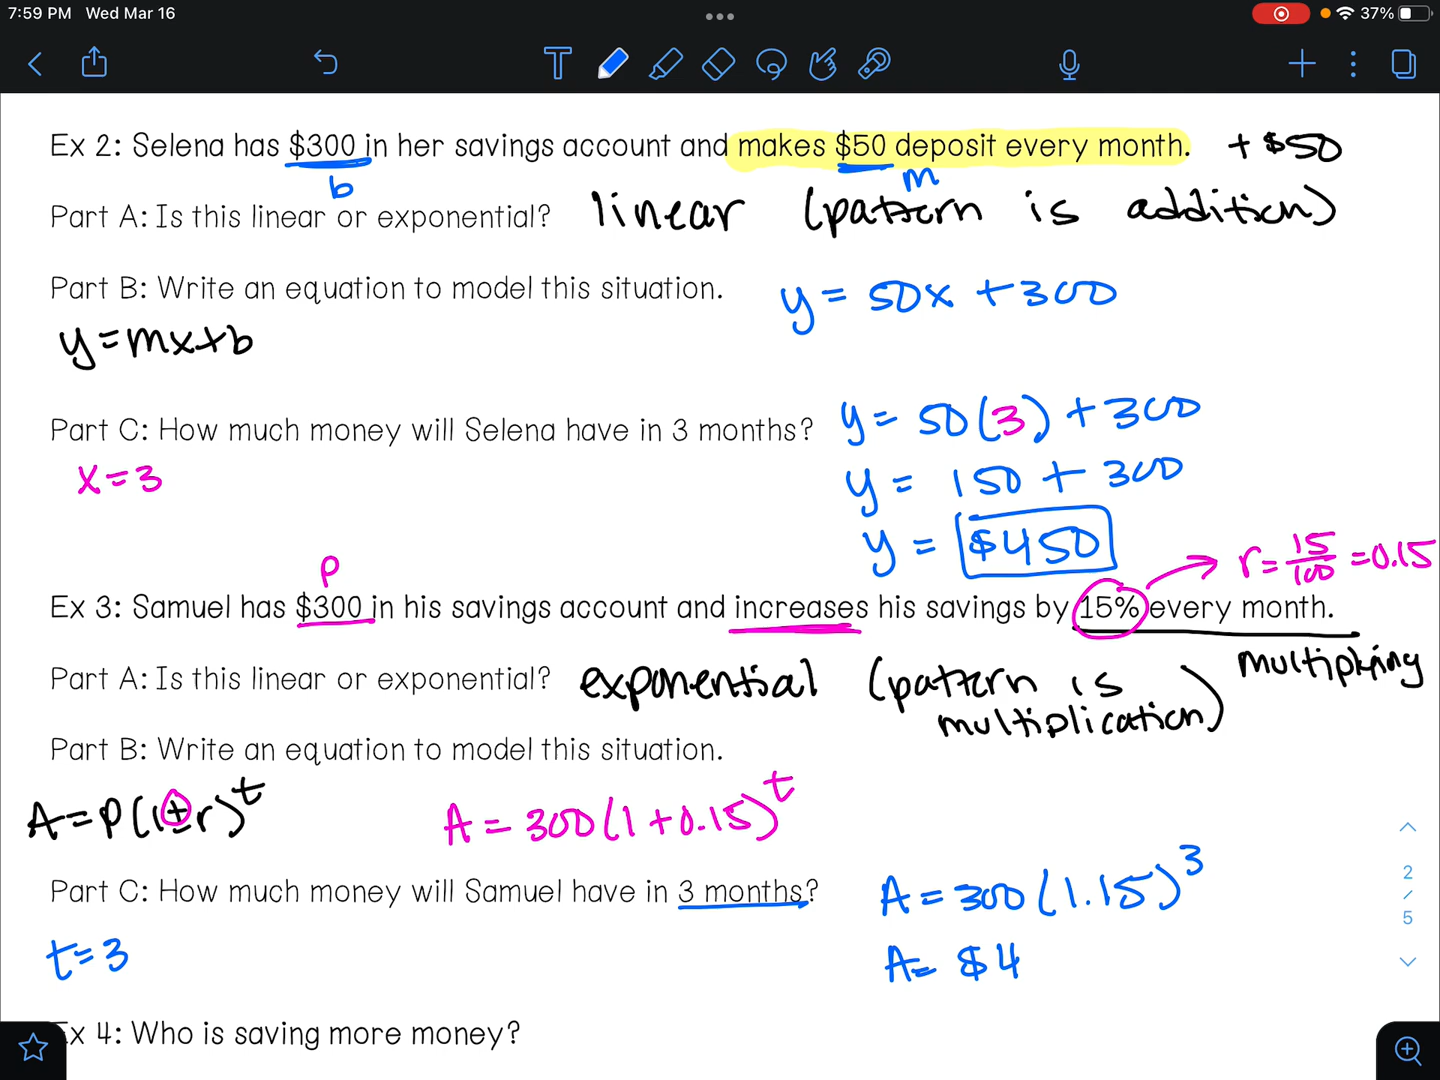 7:59 PM Wed Mar 16
37%
Ex 2: Selena has $300 in her savings account and makes $50 deposit every month. + $50
b
m
Part A: Is this linear or exponential? linear (pattern is addition)
Part B: Write an equation to model this situation. y = 50x + 300
y = mx + b
Part C: How much money will Selena have in 3 months? y = 50(3) + 300
x = 3
y = 150 + 300
y = $450
P
r = 15/100 = 0.15
Ex 3: Samuel has $300 in his savings account and increases his savings by 15% every month.
multiplying
Part A: Is this linear or exponential? exponential (pattern is
multiplication)
Part B: Write an equation to model this situation.
A = P(1 ± r)^t A = 300(1 + 0.15)^t
Part C: How much money will Samuel have in 3 months? A = 300(1.15)^3
t = 3 A = $4
2
/
5
Ex 4: Who is saving more money?